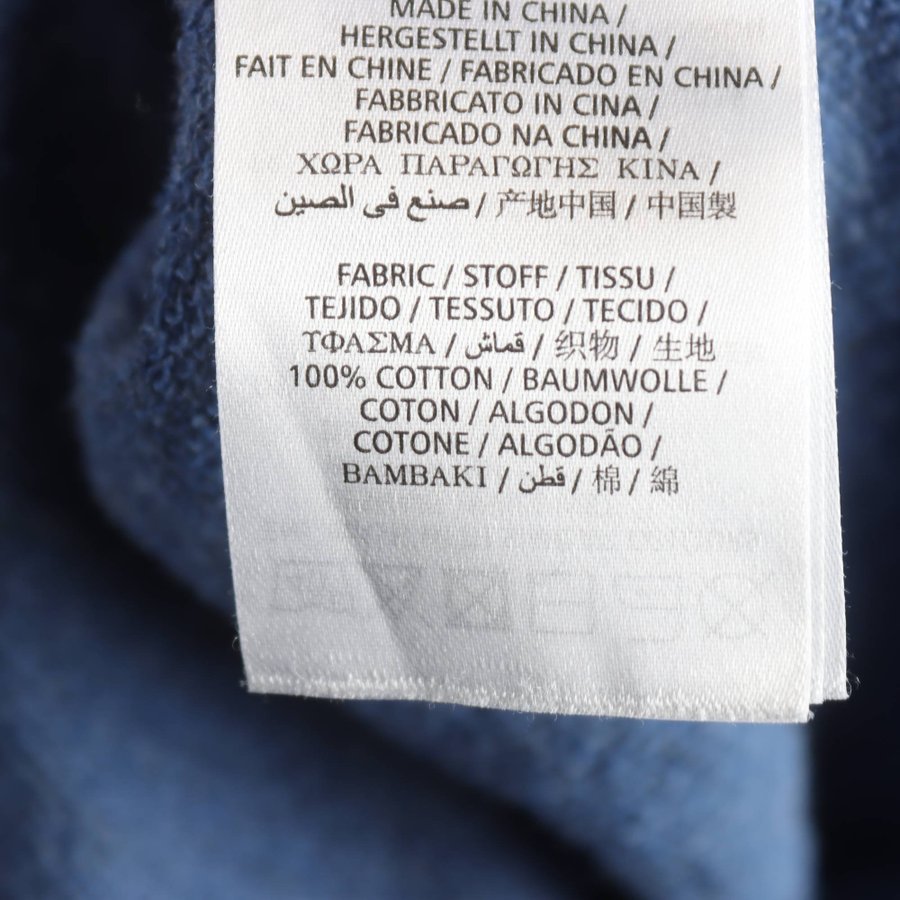 MADE IN CHINA /
HERGESTELLT IN CHINA /
FAIT EN CHINE / FABRICADO EN CHINA /
FABBRICATO IN CINA /
FABRICADO NA CHINA /
ΧΩΡΑ ΠΑΡΑΓΩΓΗΣ ΚΙΝΑ /
صنع في الصين / 产地中国 / 中国製
FABRIC / STOFF / TISSU /
TEJIDO / TESSUTO / TECIDO /
ΥΦΑΣΜΑ / قماش / 织物 / 生地
100% COTTON / BAUMWOLLE /
COTON / ALGODON /
COTONE / ALGODÃO /
BAMBAKI / قطن / 棉 / 綿